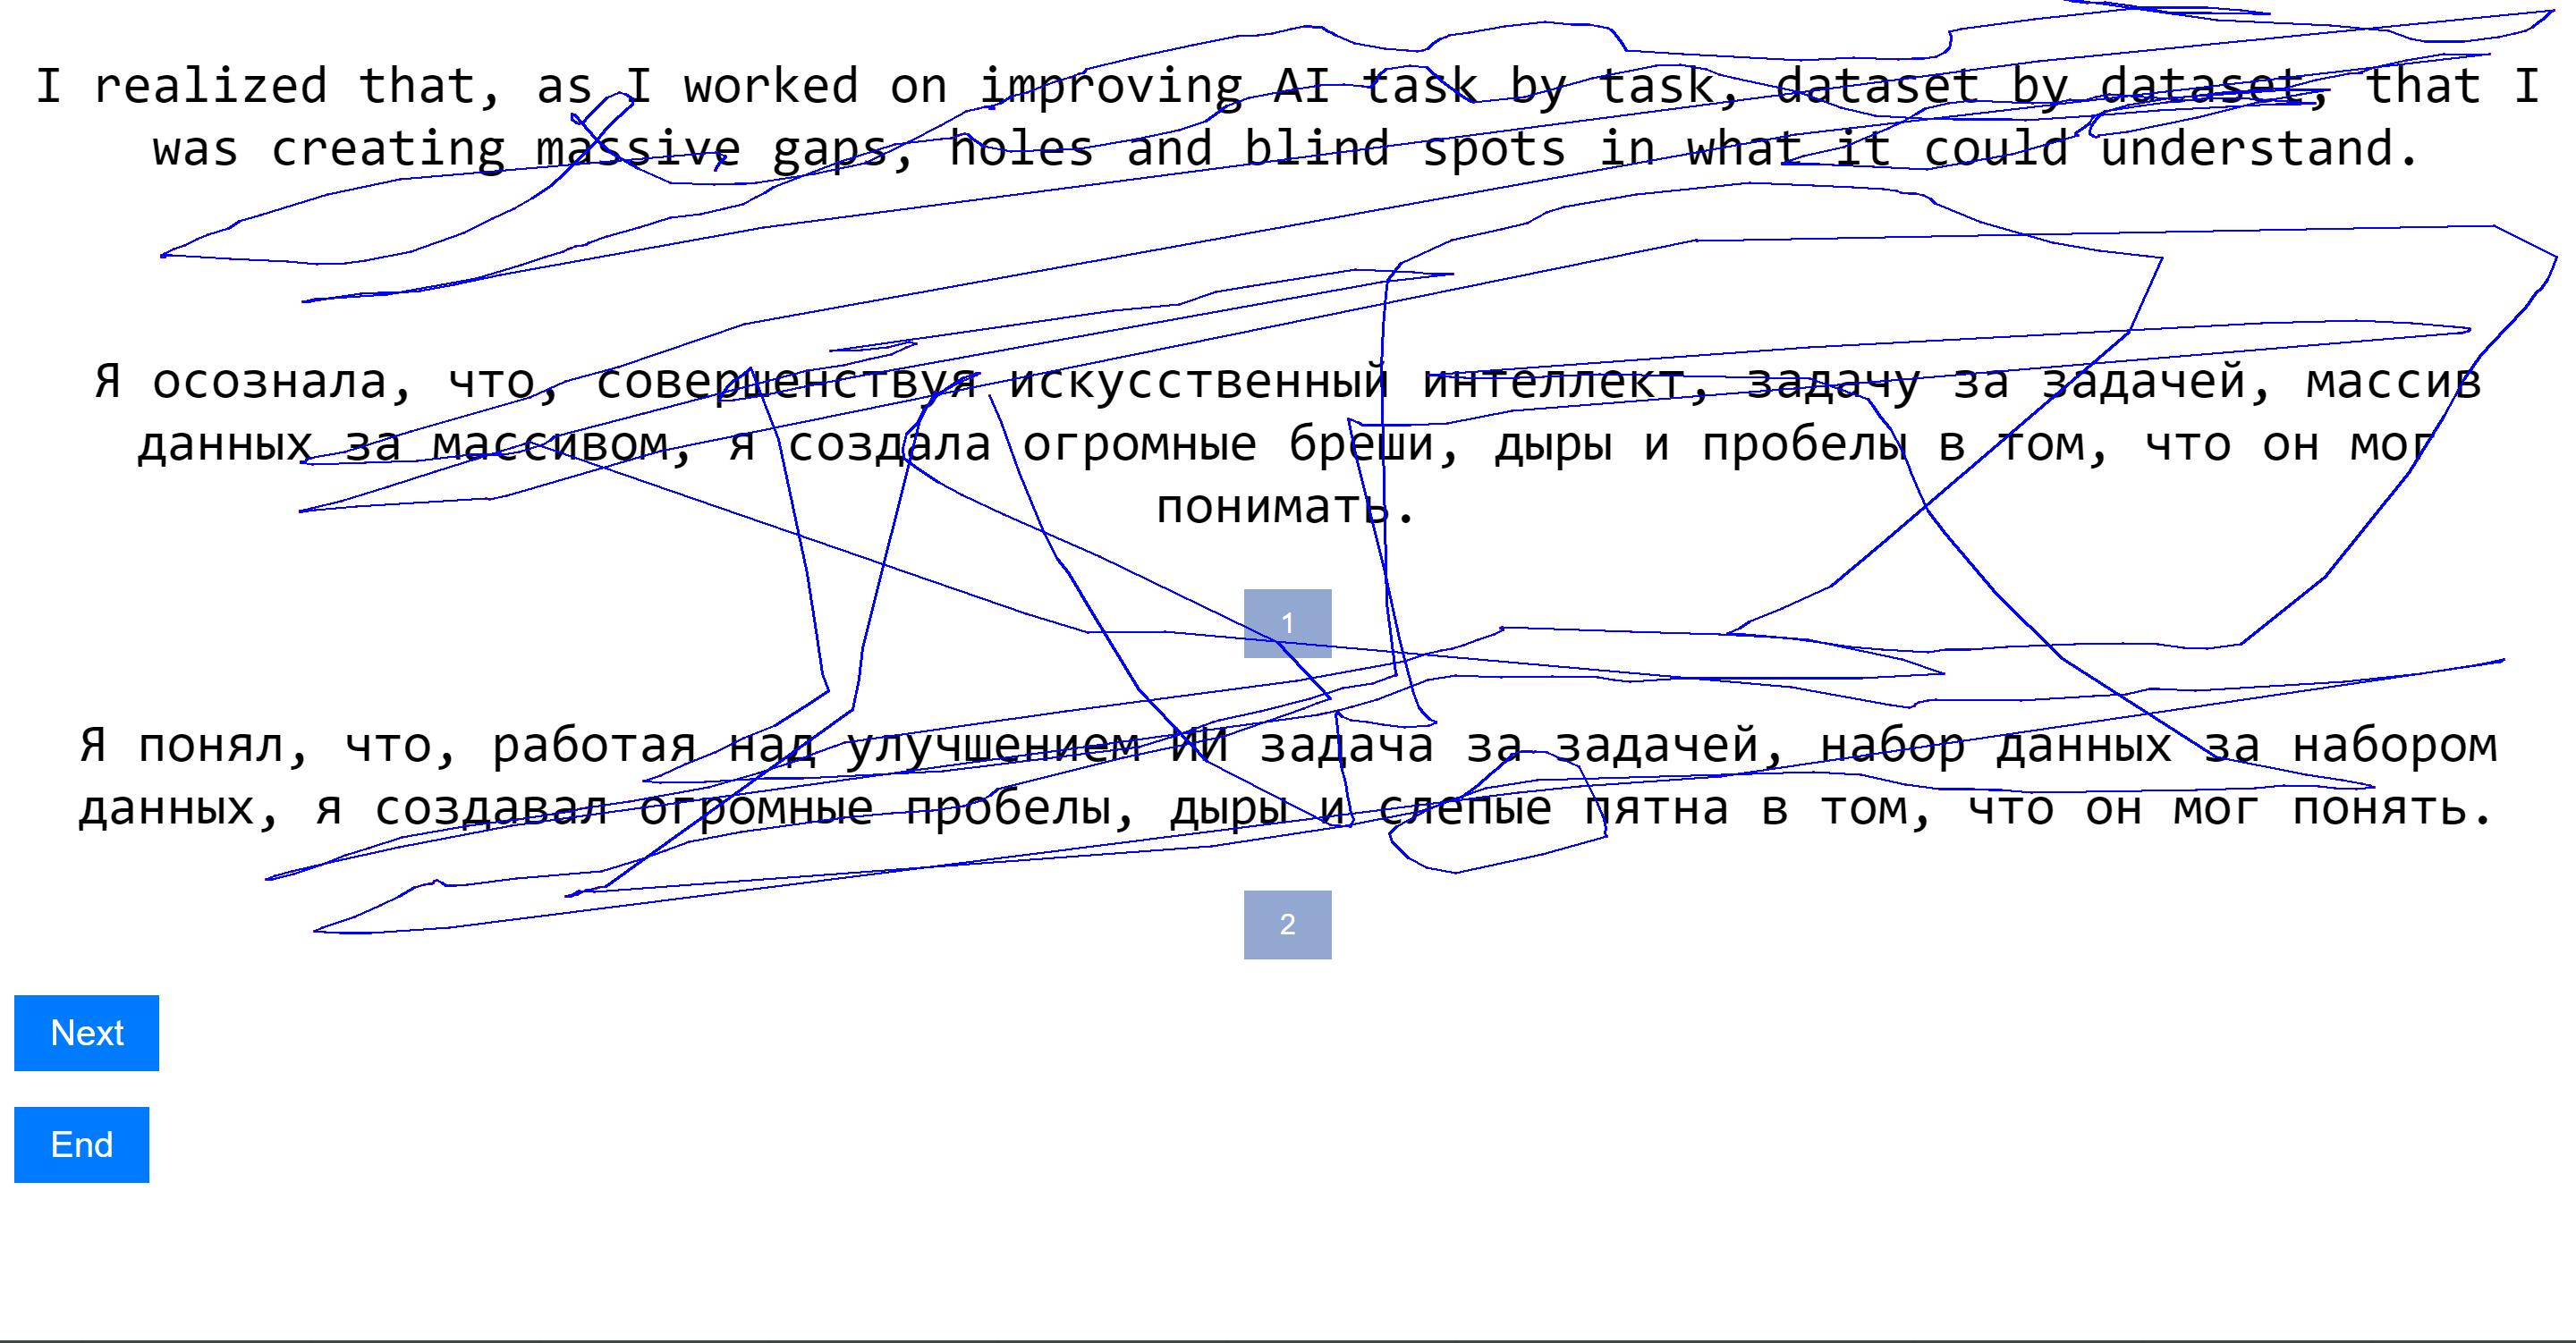 I realized that, as I worked on improving AI task by task, dataset by dataset, that I
was creating massive gaps, holes and blind spots in what it could understand.
Я осознала, что, совершенствуя искусственный интеллект, задачу за задачей, массив
данных за массивом, я создала огромные бреши, дыры и пробелы в том, что он мог
понимать.
1
Я понял, что, работая над улучшением ИИ задача за задачей, набор данных за набором
данных, я создавал огромные пробелы, дыры и слепые пятна в том, что он мог понять.
2
Next
End